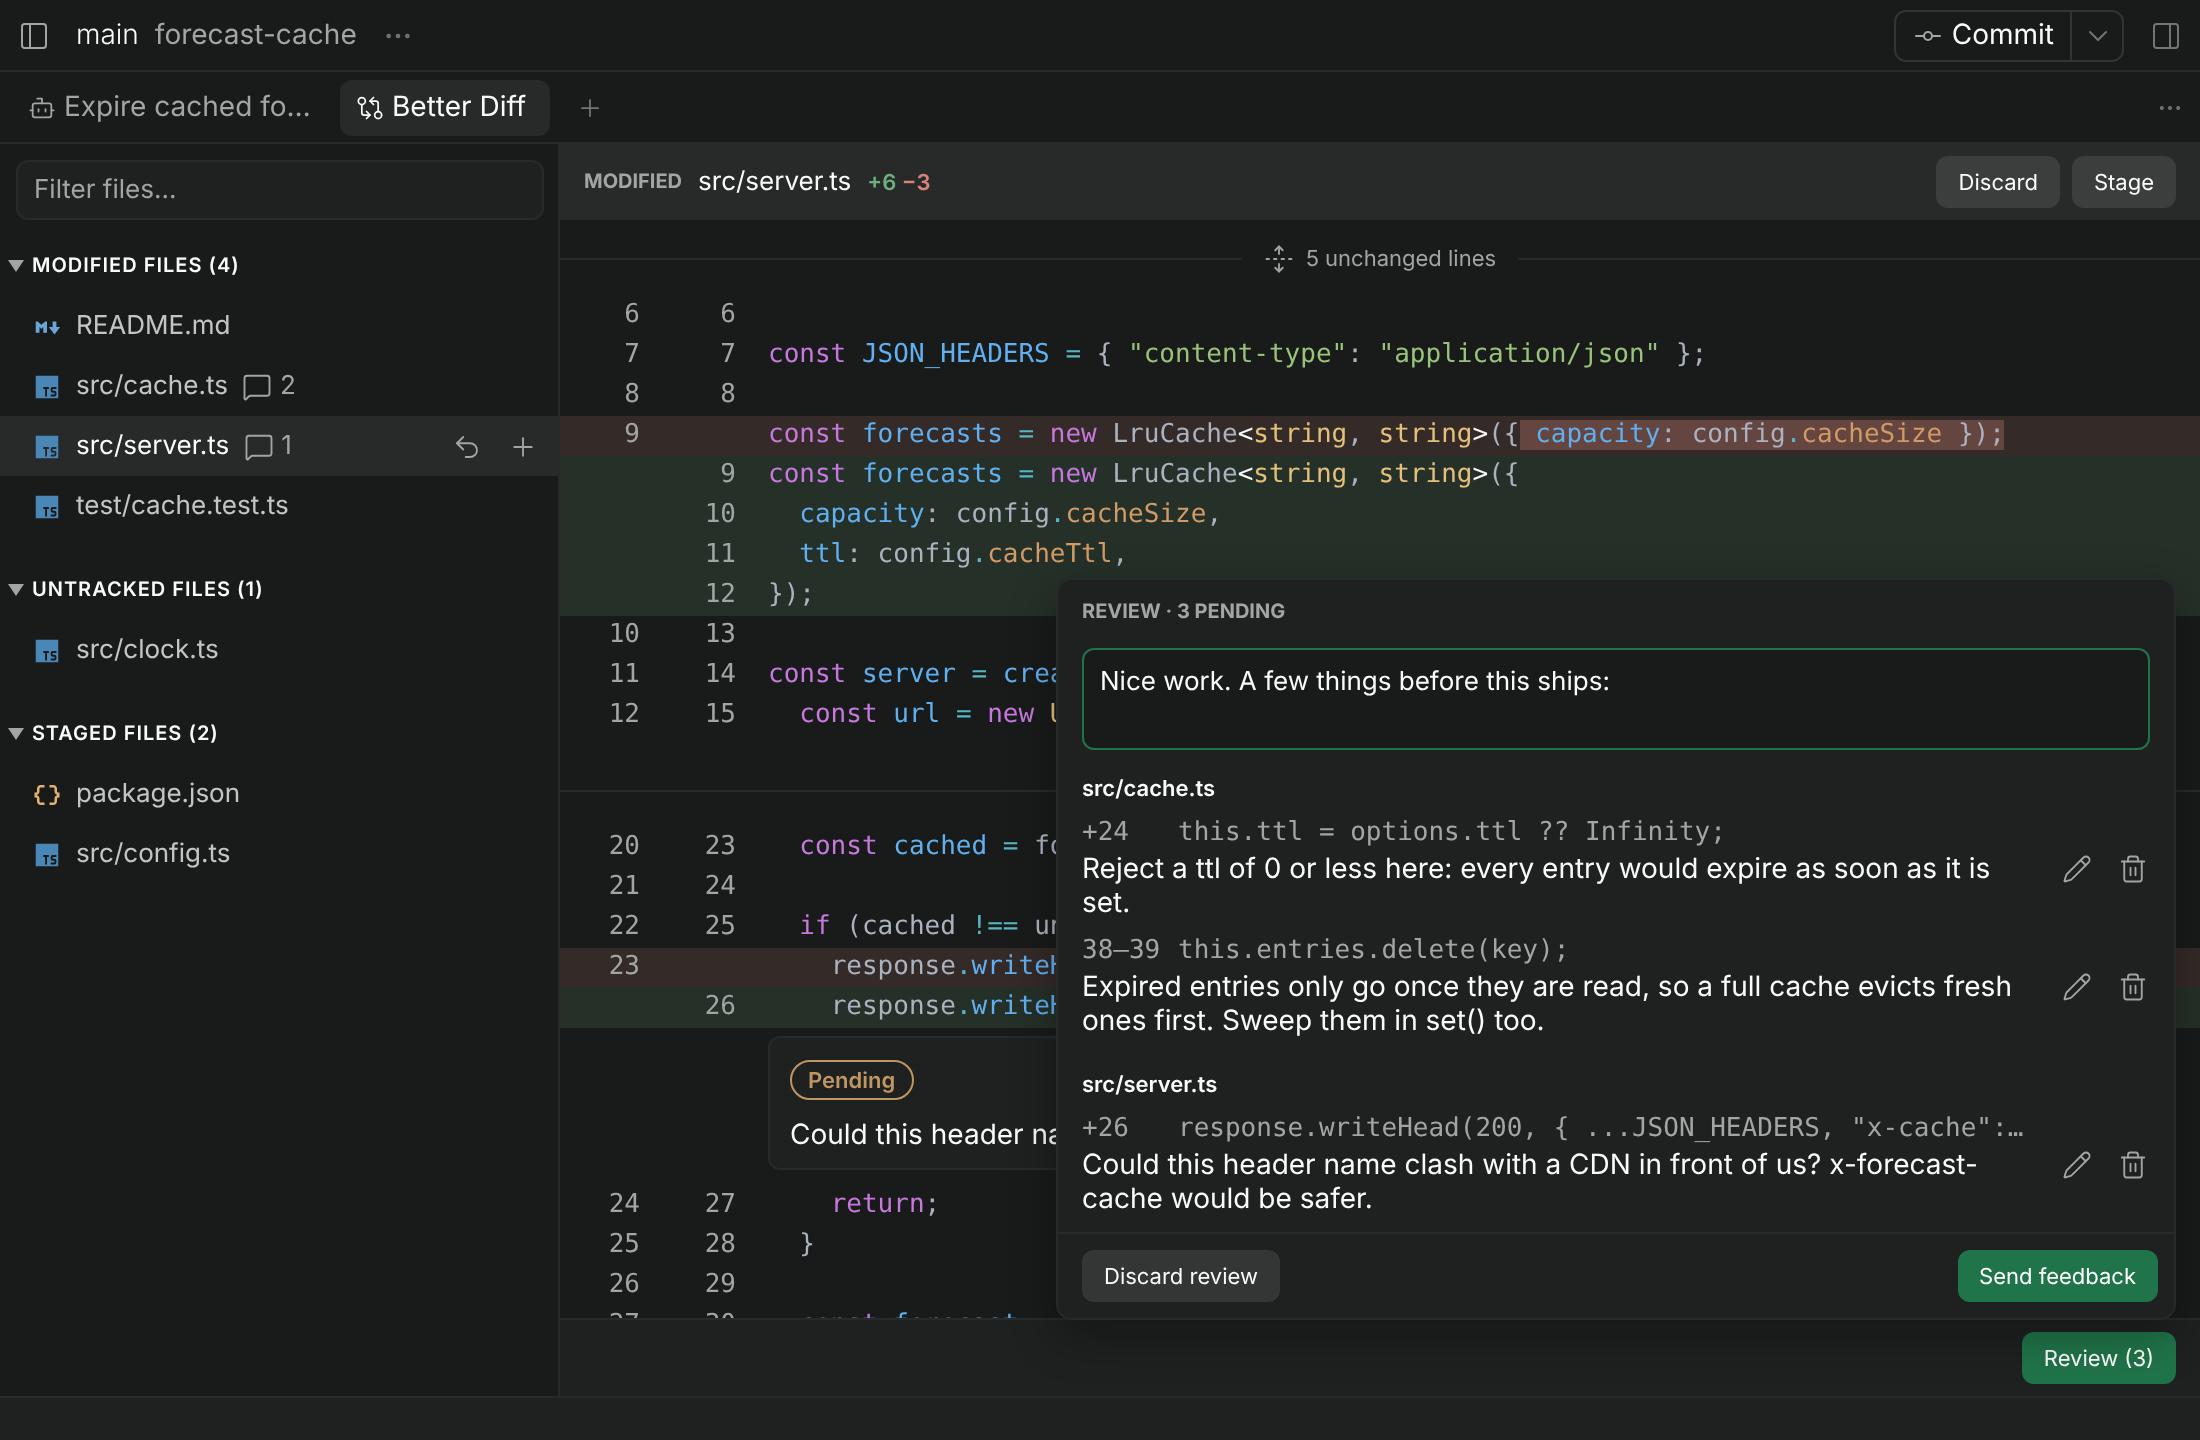 main forecast-cache ...
Commit
Expire cached fo...
Better Diff
Filter files...
MODIFIED FILES (4)
README.md
src/cache.ts 2
src/server.ts 1
test/cache.test.ts
UNTRACKED FILES (1)
src/clock.ts
STAGED FILES (2)
package.json
src/config.ts
MODIFIED src/server.ts +6 −3
Discard
Stage
5 unchanged lines
6 6
7 7 const JSON_HEADERS = { "content-type": "application/json" };
8 8
9 const forecasts = new LruCache<string, string>({ capacity: config.cacheSize });
9 const forecasts = new LruCache<string, string>({
10 capacity: config.cacheSize,
11 ttl: config.cacheTtl,
12 });
10 13
11 14 const server = crea
12 15 const url = new U
20 23 const cached = fo
21 24
22 25 if (cached !== un
23 response.writeH
26 response.writeH
Pending
Could this header na
24 27 return;
25 28 }
26 29
27 30 const forecast
REVIEW · 3 PENDING
Nice work. A few things before this ships:
src/cache.ts
+24 this.ttl = options.ttl ?? Infinity;
Reject a ttl of 0 or less here: every entry would expire as soon as it is
set.
38–39 this.entries.delete(key);
Expired entries only go once they are read, so a full cache evicts fresh
ones first. Sweep them in set() too.
src/server.ts
+26 response.writeHead(200, { ...JSON_HEADERS, "x-cache":…
Could this header name clash with a CDN in front of us? x-forecast-
cache would be safer.
Discard review
Send feedback
Review (3)